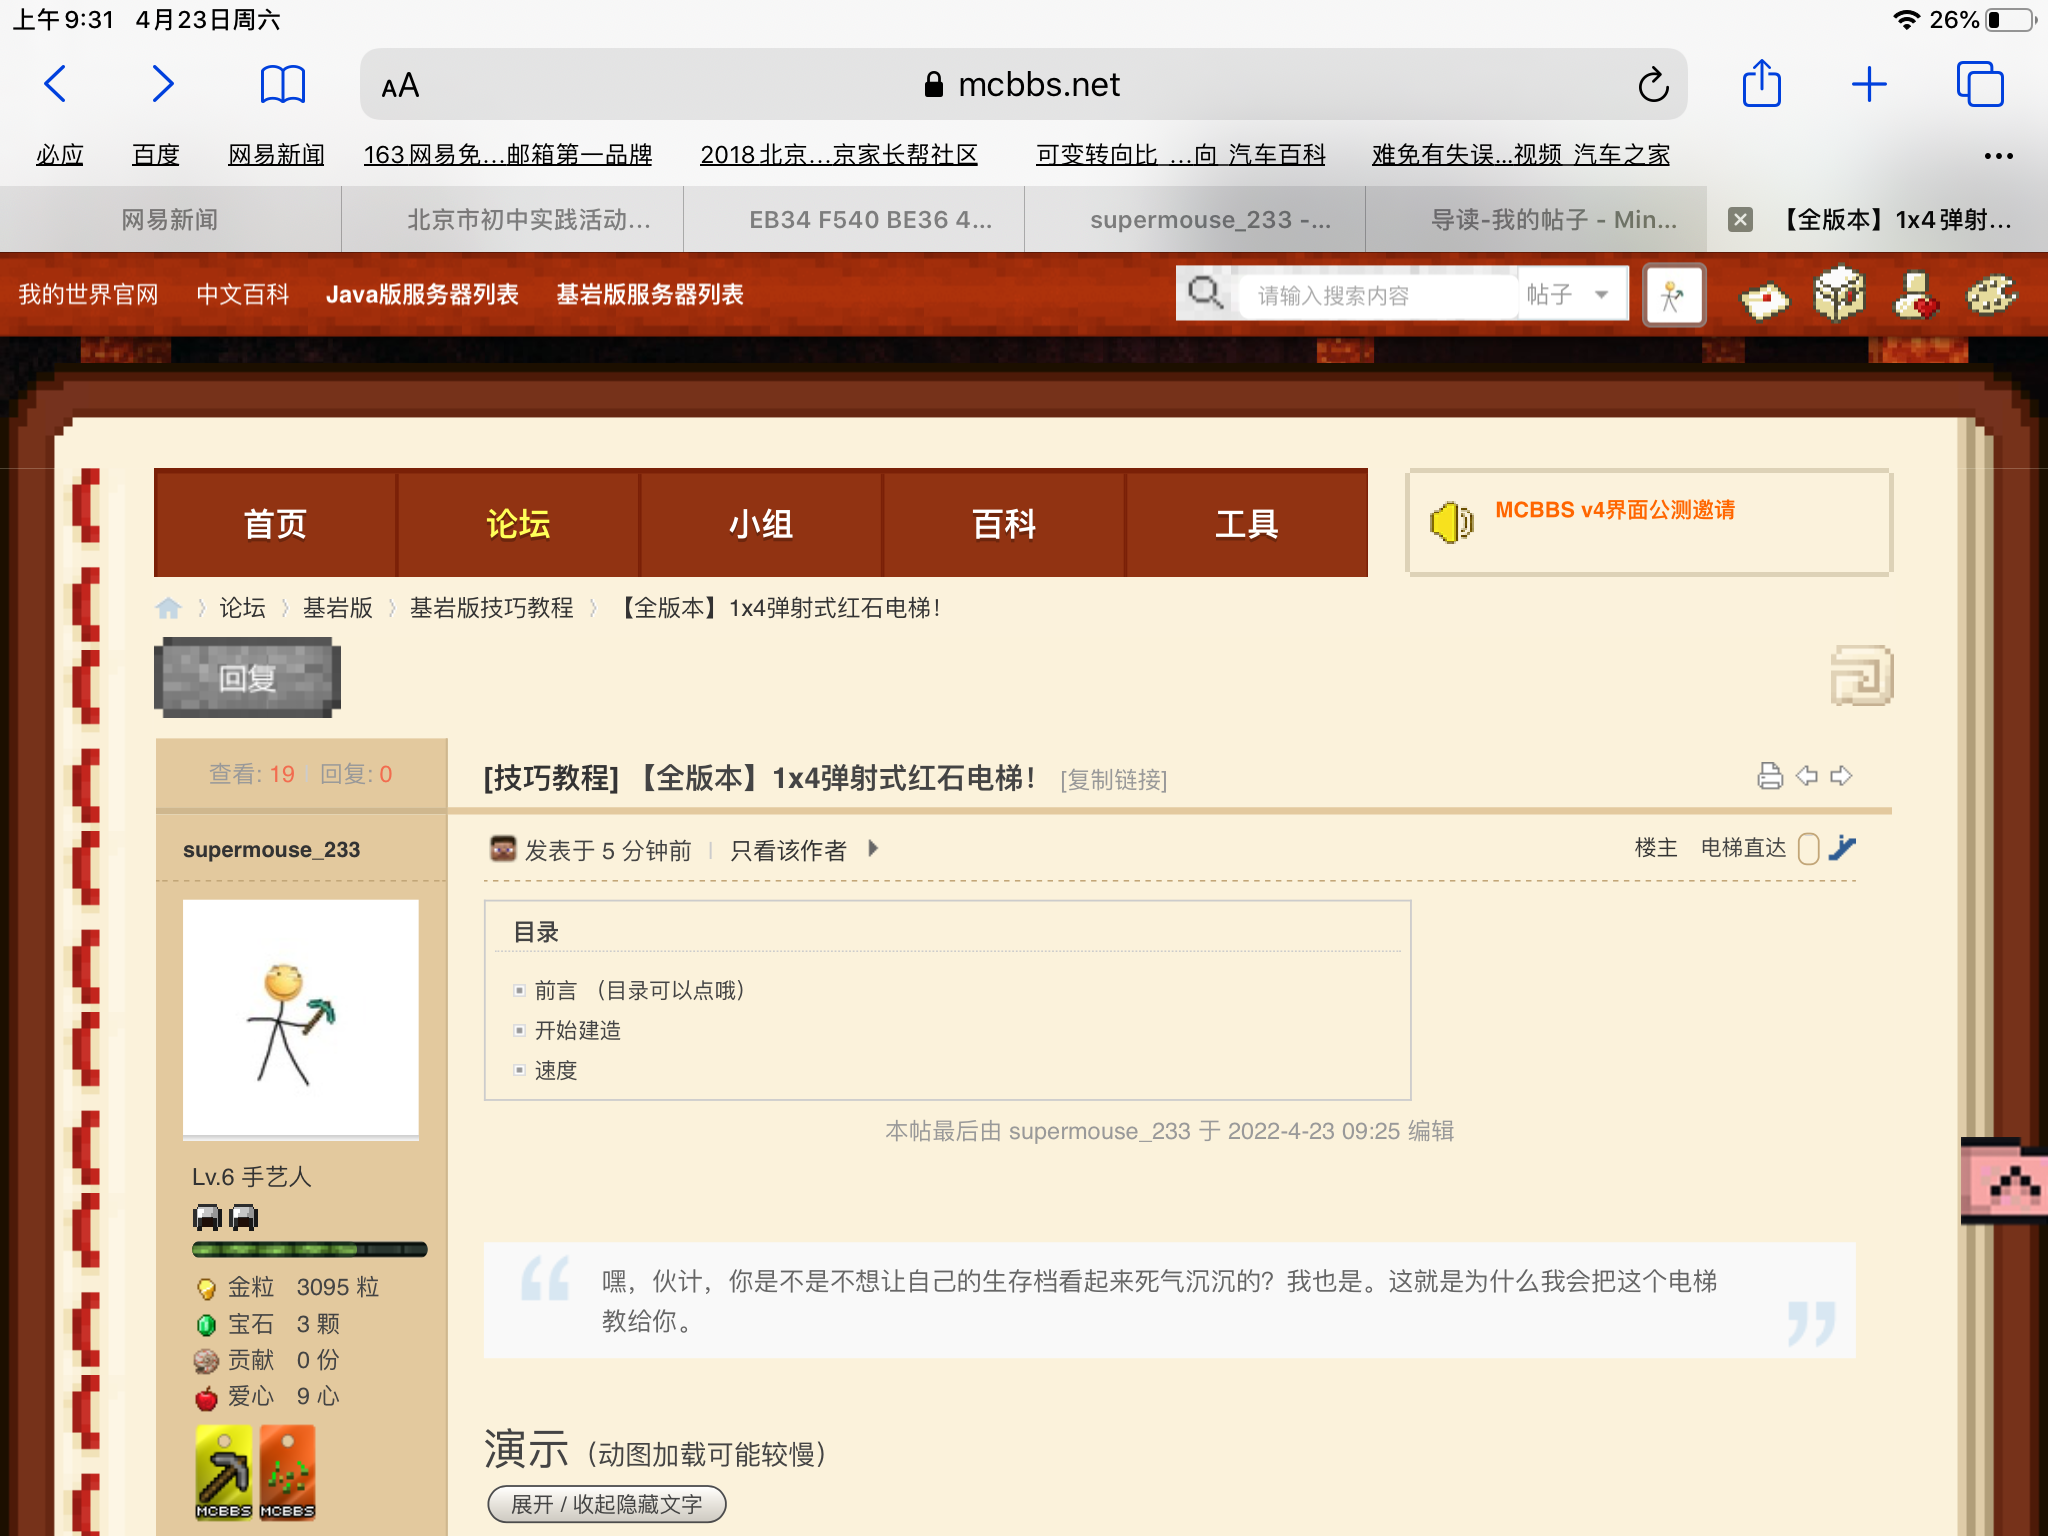 上午9:31 4月23日周六 26%
AA mcbbs.net
必应 百度 网易新闻 163网易免…邮箱第一品牌 2018北京…京家长帮社区 可变转向比_…向_汽车百科 难免有失误...视频_汽车之家
网易新闻 北京市初中实践活动… EB34 F540 BE36 4... supermouse_233 -... 导读-我的帖子 - Min... 【全版本】1x4弹射...
我的世界官网 中文百科 Java版服务器列表 基岩版服务器列表 请输入搜索内容 帖子
首页 论坛 小组 百科 工具 MCBBS v4界面公测邀请
论坛 基岩版 基岩版技巧教程 【全版本】1x4弹射式红石电梯！
回复
查看: 19 回复: 0 [技巧教程] 【全版本】1x4弹射式红石电梯！ [复制链接]
supermouse_233 发表于 5 分钟前 只看该作者 楼主 电梯直达
目录
前言 （目录可以点哦）
开始建造
速度
本帖最后由 supermouse_233 于 2022-4-23 09:25 编辑
Lv.6 手艺人
嘿，伙计，你是不是不想让自己的生存档看起来死气沉沉的？我也是。这就是为什么我会把这个电梯
教给你。
金粒 3095 粒
宝石 3 颗
贡献 0 份
爱心 9 心
MCBBS MCBBS
演示（动图加载可能较慢）
展开 / 收起隐藏文字